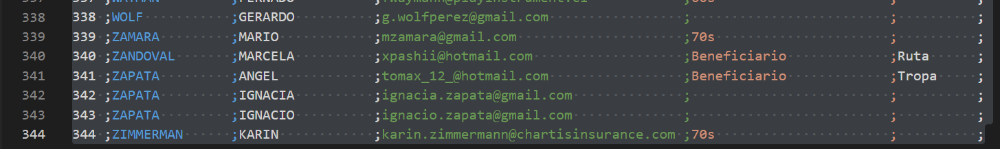 338 338 ;WOLF ;GERARDO ;g.wolfperez@gmail.com ; ; ;
339 339 ;ZAMARA ;MARIO ;mzamara@gmail.com ;70s ; ;
340 340 ;ZANDOVAL ;MARCELA ;xpashii@hotmail.com ;Beneficiario ;Ruta ;
341 341 ;ZAPATA ;ANGEL ;tomax_12_@hotmail.com ;Beneficiario ;Tropa ;
342 342 ;ZAPATA ;IGNACIA ;ignacia.zapata@gmail.com ; ; ;
343 343 ;ZAPATA ;IGNACIO ;ignacio.zapata@gmail.com ; ; ;
344 344 ;ZIMMERMAN ;KARIN ;karin.zimmermann@chartisinsurance.com ;70s ; ;